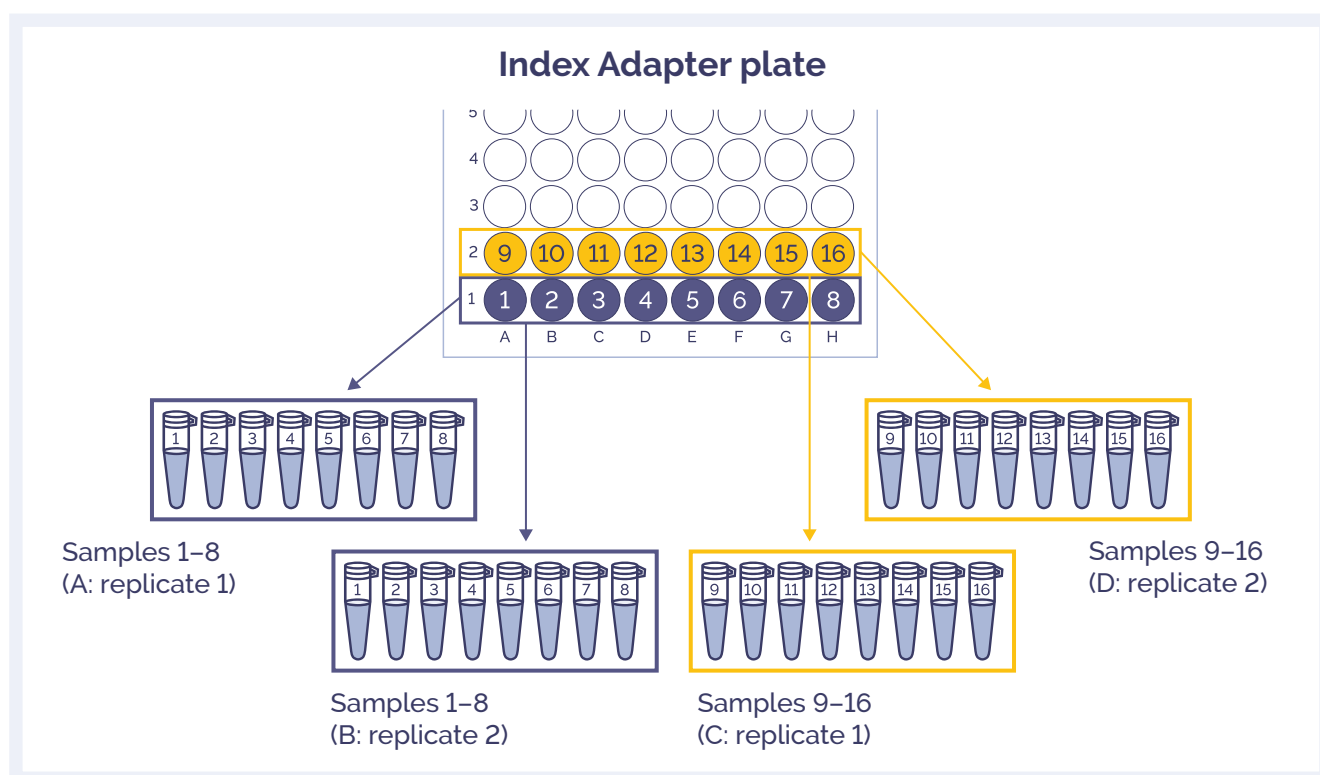 Index Adapter plate
5
4
3
2 9 10 11 12 13 14 15 16
1 1 2 3 4 5 6 7 8
A B C D E F G H
1 2 3 4 5 6 7 8
9 10 11 12 13 14 15 16
Samples 1–8
(A: replicate 1)
Samples 9–16
(D: replicate 2)
1 2 3 4 5 6 7 8
9 10 11 12 13 14 15 16
Samples 1–8
(B: replicate 2)
Samples 9–16
(C: replicate 1)